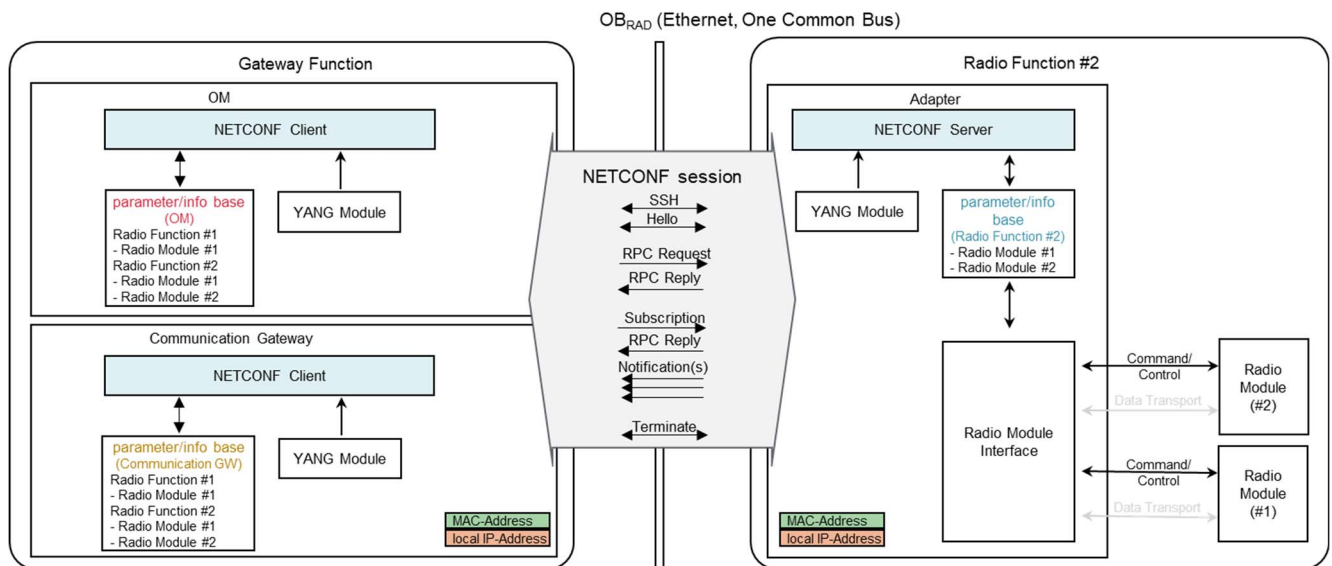 OBRAD (Ethernet, One Common Bus)
Gateway Function
OM
NETCONF Client
parameter/info base
(OM)
Radio Function #1
- Radio Module #1
Radio Function #2
- Radio Module #1
- Radio Module #2
YANG Module
Communication Gateway
NETCONF Client
parameter/info base
(Communication GW)
Radio Function #1
- Radio Module #1
Radio Function #2
- Radio Module #1
- Radio Module #2
YANG Module
MAC-Address
local IP-Address
NETCONF session
SSH
Hello
RPC Request
RPC Reply
Subscription
RPC Reply
Notification(s)
Terminate
Radio Function #2
Adapter
NETCONF Server
YANG Module
parameter/info
base
(Radio Function #2)
- Radio Module #1
- Radio Module #2
Radio Module
Interface
MAC-Address
local IP-Address
Command/
Control
Data Transport
Radio
Module
(#2)
Command/
Control
Data Transport
Radio
Module
(#1)